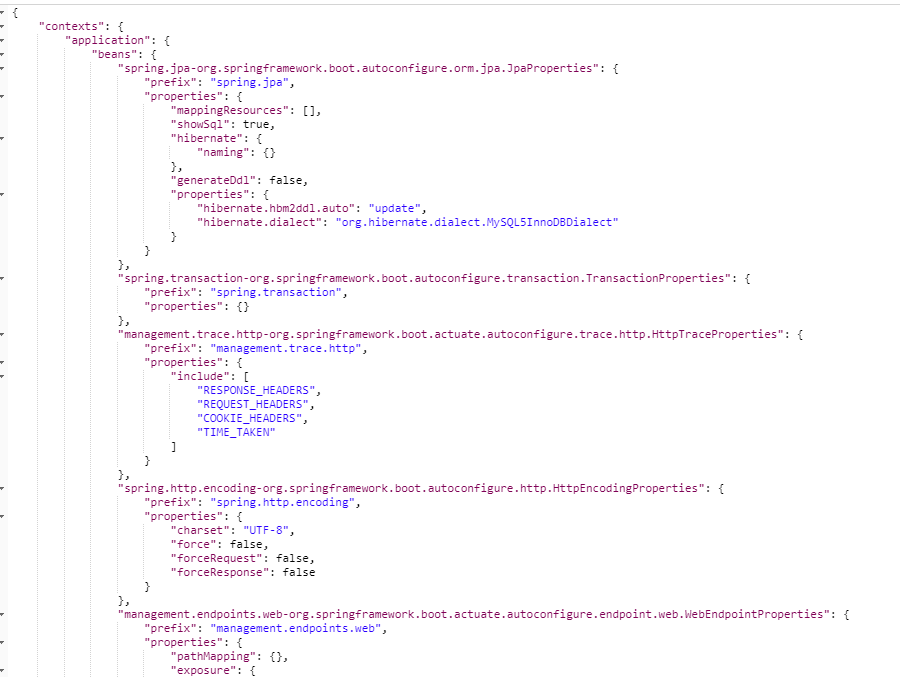 {
"contexts": {
"application": {
"beans": {
"spring.jpa-org.springframework.boot.autoconfigure.orm.jpa.JpaProperties": {
"prefix": "spring.jpa",
"properties": {
"mappingResources": [],
"showSql": true,
"hibernate": {
"naming": {}
},
"generateDdl": false,
"properties": {
"hibernate.hbm2ddl.auto": "update",
"hibernate.dialect": "org.hibernate.dialect.MySQL5InnoDBDialect"
}
}
},
"spring.transaction-org.springframework.boot.autoconfigure.transaction.TransactionProperties": {
"prefix": "spring.transaction",
"properties": {}
},
"management.trace.http-org.springframework.boot.actuate.autoconfigure.trace.http.HttpTraceProperties": {
"prefix": "management.trace.http",
"properties": {
"include": [
"RESPONSE_HEADERS",
"REQUEST_HEADERS",
"COOKIE_HEADERS",
"TIME_TAKEN"
]
}
},
"spring.http.encoding-org.springframework.boot.autoconfigure.http.HttpEncodingProperties": {
"prefix": "spring.http.encoding",
"properties": {
"charset": "UTF-8",
"force": false,
"forceRequest": false,
"forceResponse": false
}
},
"management.endpoints.web-org.springframework.boot.actuate.autoconfigure.endpoint.web.WebEndpointProperties": {
"prefix": "management.endpoints.web",
"properties": {
"pathMapping": {},
"exposure": {